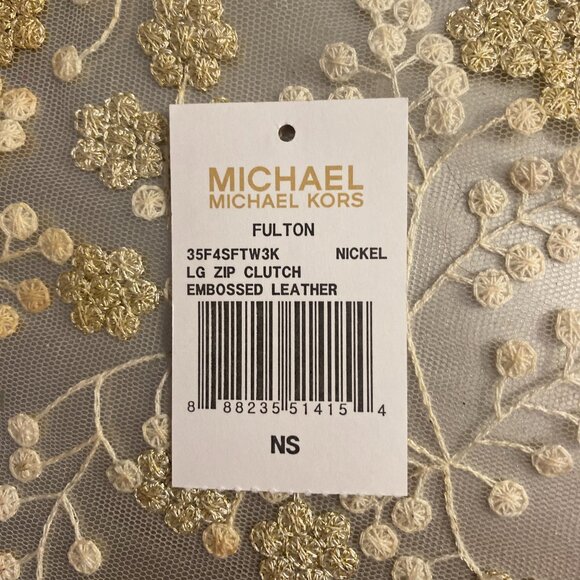 MICHAEL
MICHAEL KORS
FULTON
35F4SFTW3K NICKEL
LG ZIP CLUTCH
EMBOSSED LEATHER
8 88235 51415 4
NS